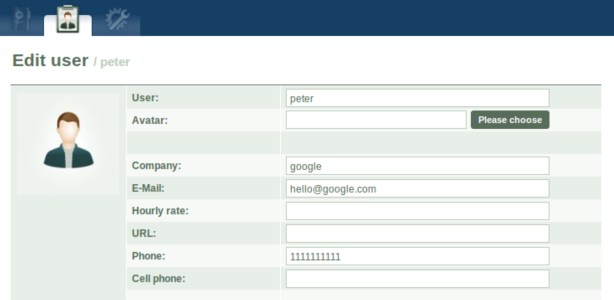 Edit user / peter
User: peter
Avatar: Please choose
Company: google
E-Mail: hello@google.com
Hourly rate:
URL:
Phone: 1111111111
Cell phone: